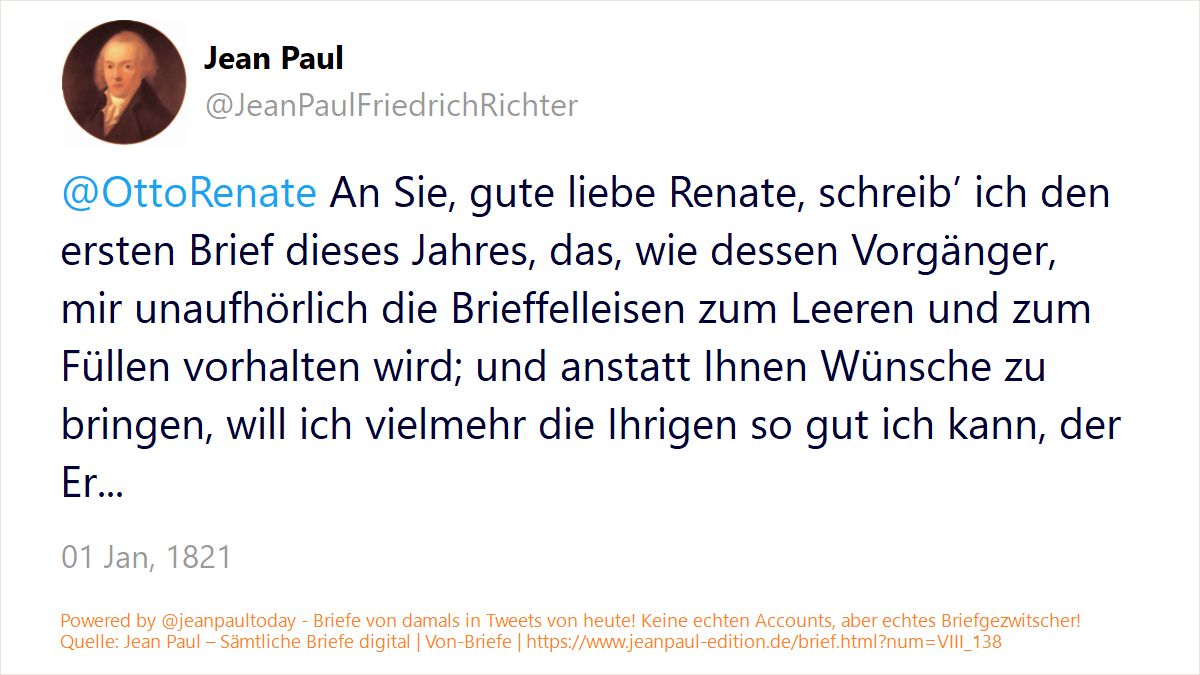 Jean Paul
@JeanPaulFriedrichRichter
@OttoRenate An Sie, gute liebe Renate, schreib’ ich den
ersten Brief dieses Jahres, das, wie dessen Vorgänger,
mir unaufhörlich die Brieffelleisen zum Leeren und zum
Füllen vorhalten wird; und anstatt Ihnen Wünsche zu
bringen, will ich vielmehr die Ihrigen so gut ich kann, der
Er...
01 Jan, 1821
Powered by @jeanpaultoday - Briefe von damals in Tweets von heute! Keine echten Accounts, aber echtes Briefgezwitscher!
Quelle: Jean Paul – Sämtliche Briefe digital | Von-Briefe | https://www.jeanpaul-edition.de/brief.html?num=VIII_138